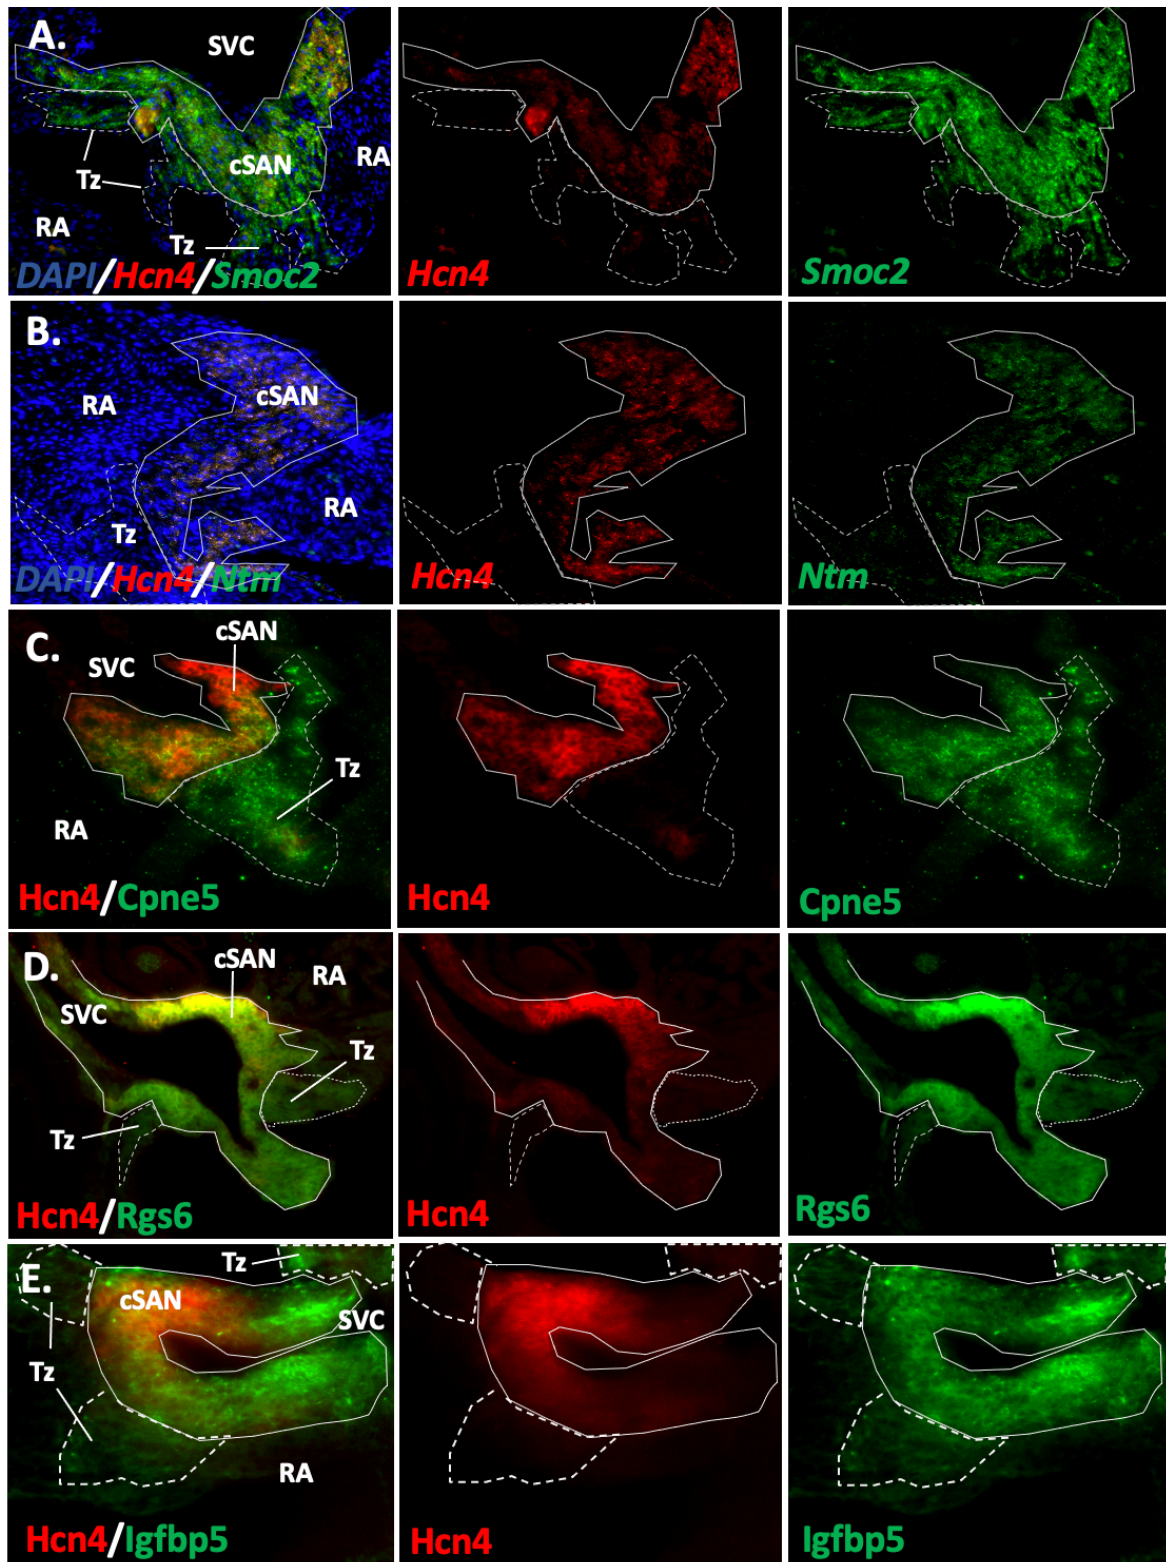 A.
SVC
cSAN
RA
Tz
RA
Tz
DAPI/Hcn4/Smoc2
Hcn4
Smoc2
B.
cSAN
RA
RA
Tz
DAPI/Hcn4/Ntm
Hcn4
Ntm
C.
cSAN
SVC
Tz
RA
Hcn4/Cpne5
Hcn4
Cpne5
D.
cSAN
RA
SVC
Tz
Tz
Hcn4/Rgs6
Hcn4
Rgs6
E.
Tz
cSAN
SVC
Tz
RA
Hcn4/Igfbp5
Hcn4
Igfbp5